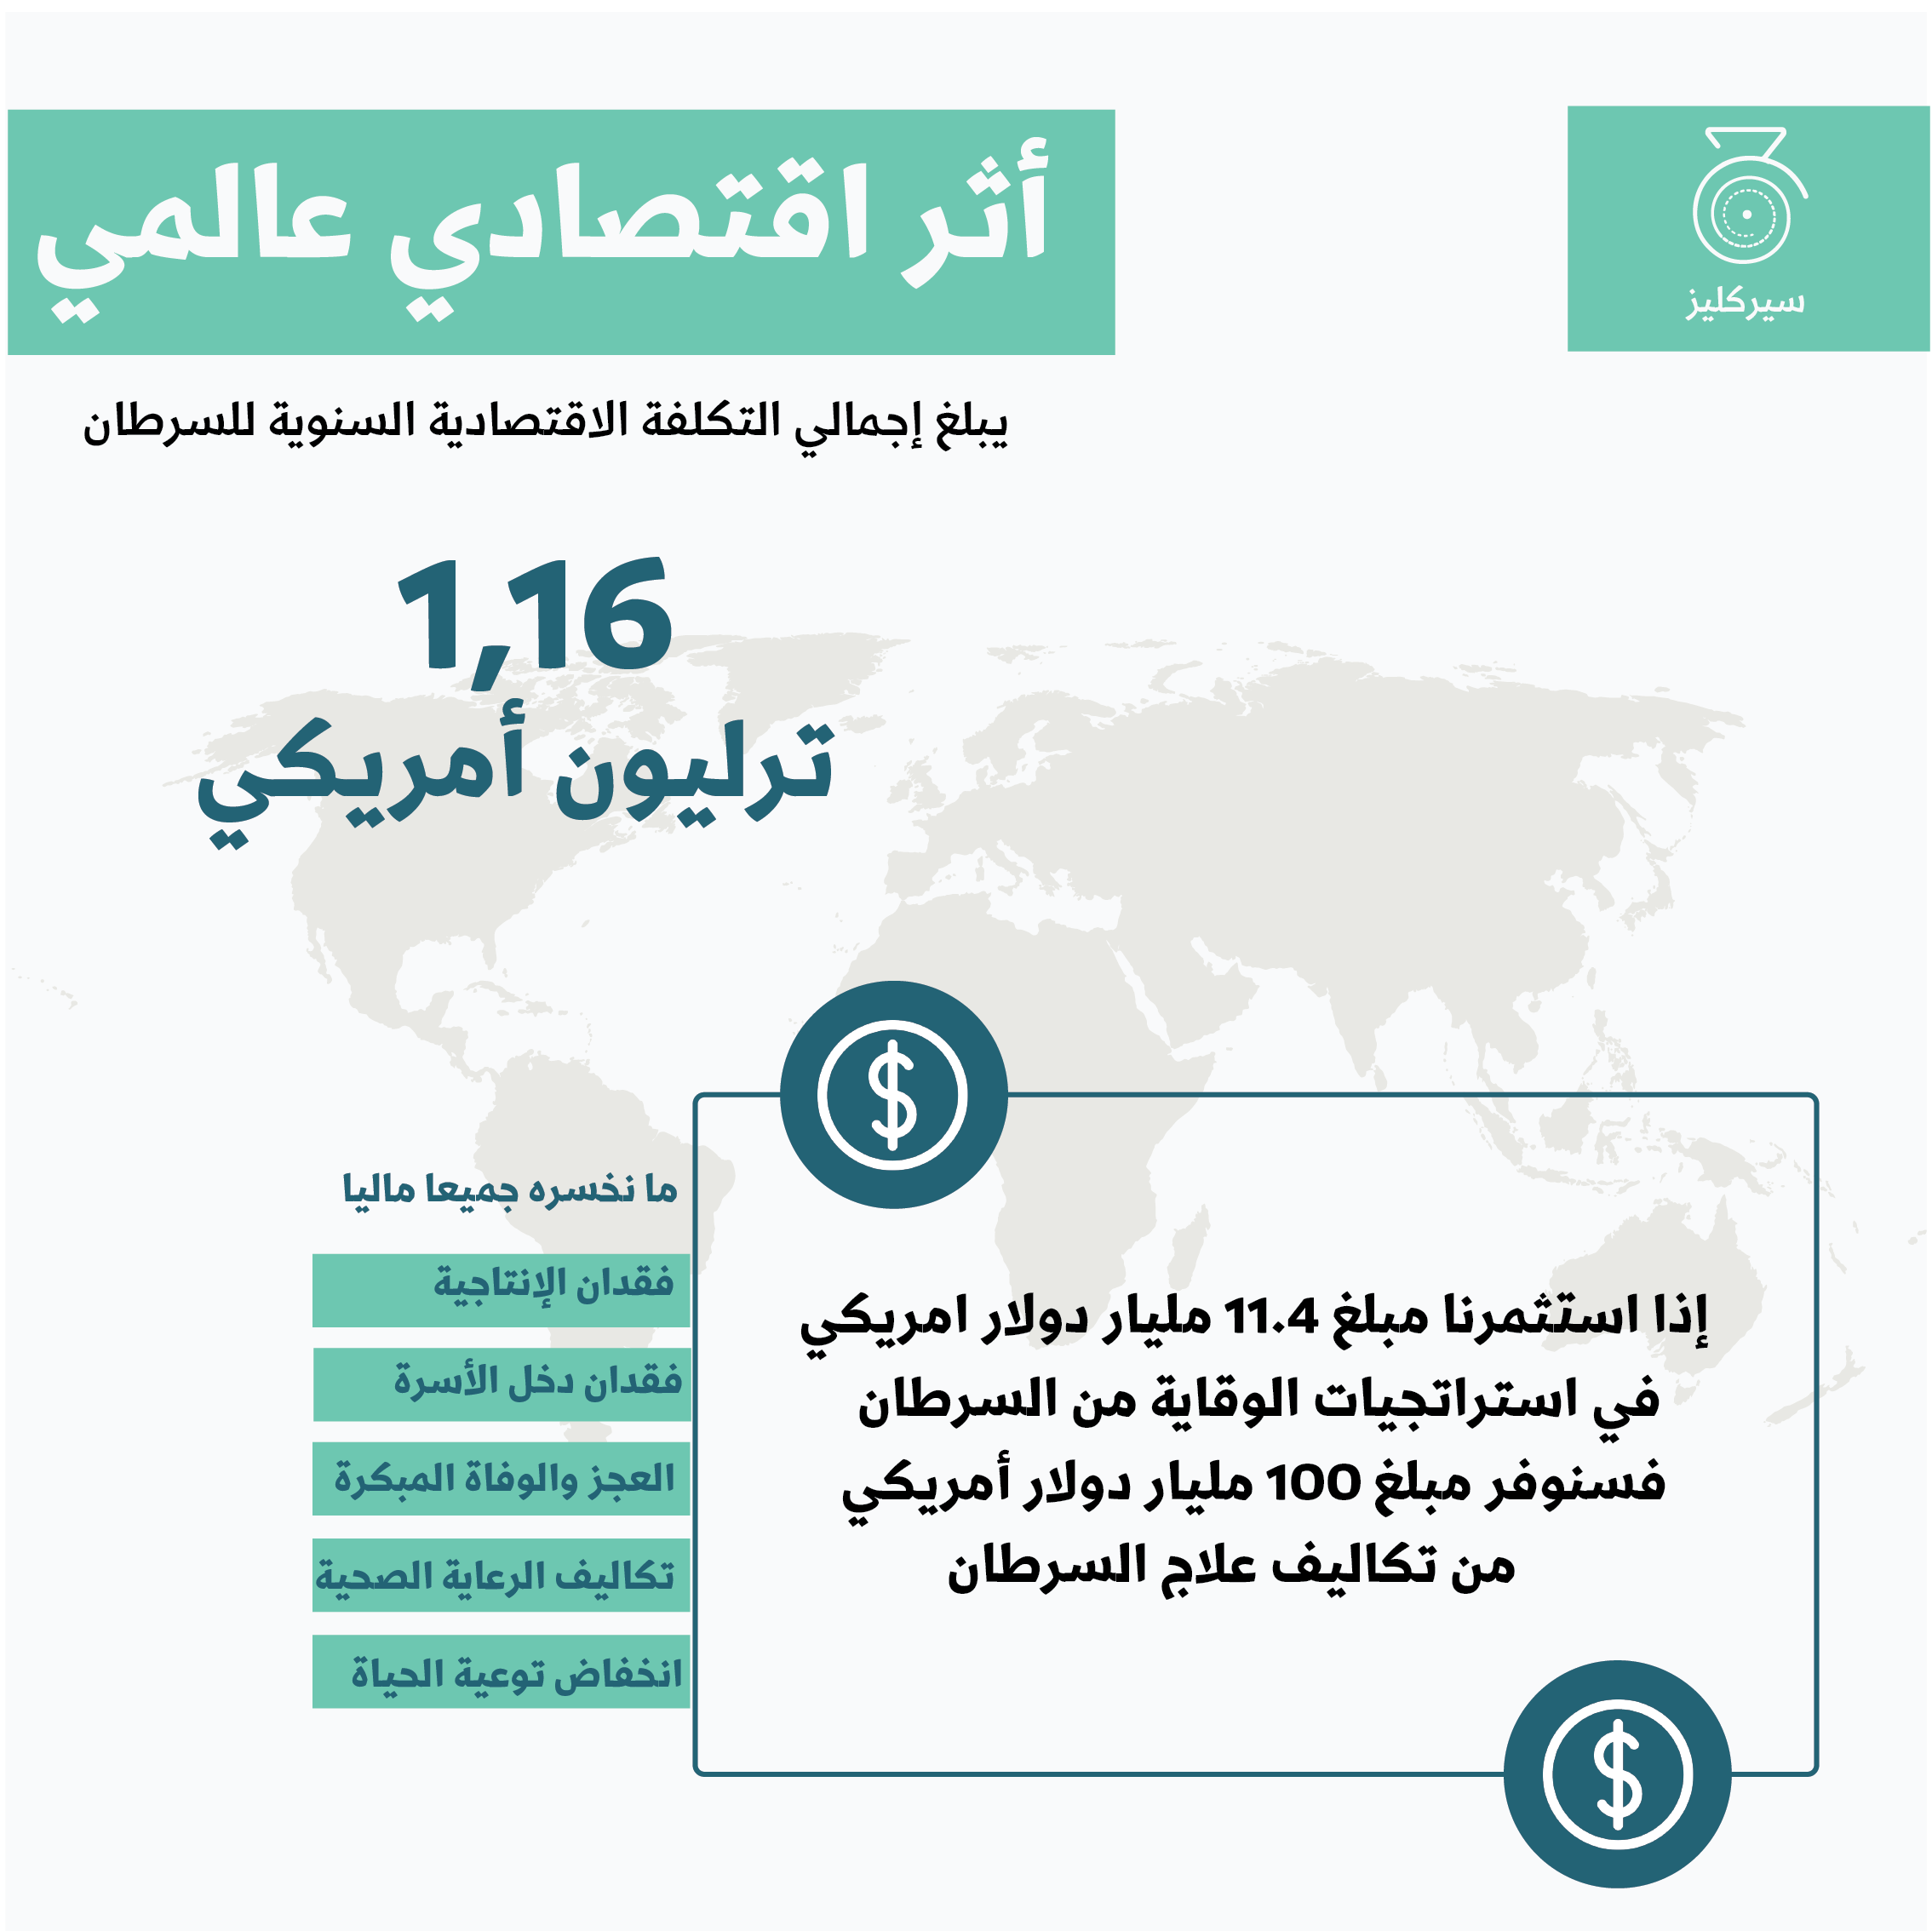 سيركليز
أثر اقتصادي عالمي
يبلغ إجمالي التكلفة الاقتصادية السنوية للسرطان
1,16
ترليون أمريكي
إذا استثمرنا مبلغ 11.4 مليار دولار امريكي
في استراتجيات الوقاية من السرطان
فسنوفر مبلغ 100 مليار دولار أمريكي
من تكاليف علاج السرطان
ما نخسره جميعا ماليا
فقدان الإنتاجية
فقدان دخل الأسرة
العجز والوفاة المبكرة
تكاليف الرعاية الصحية
انخفاض توعية الحياة